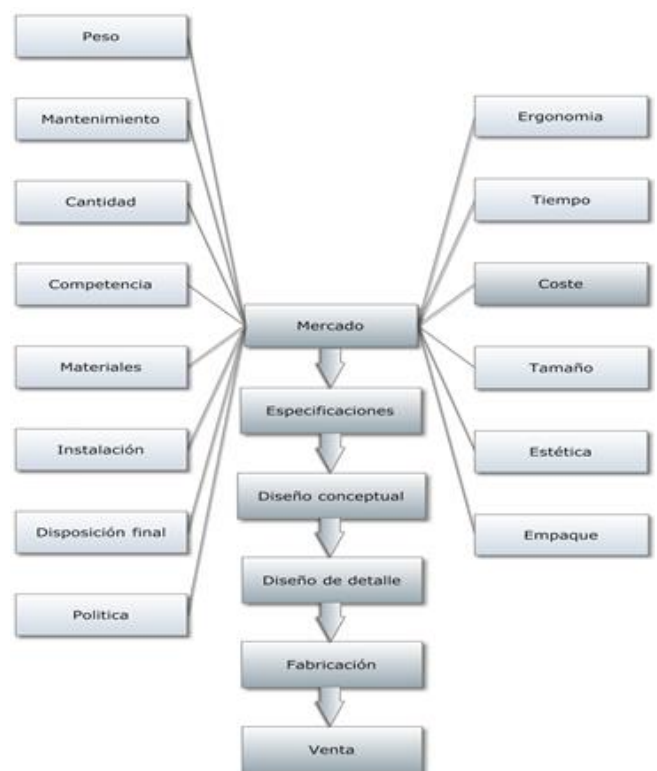 Peso
Mantenimiento
Cantidad
Competencia
Materiales
Instalación
Disposición final
Politica
Mercado
Especificaciones
Diseño conceptual
Diseño de detalle
Fabricación
Venta
Ergonomia
Tiempo
Coste
Tamaño
Estética
Empaque